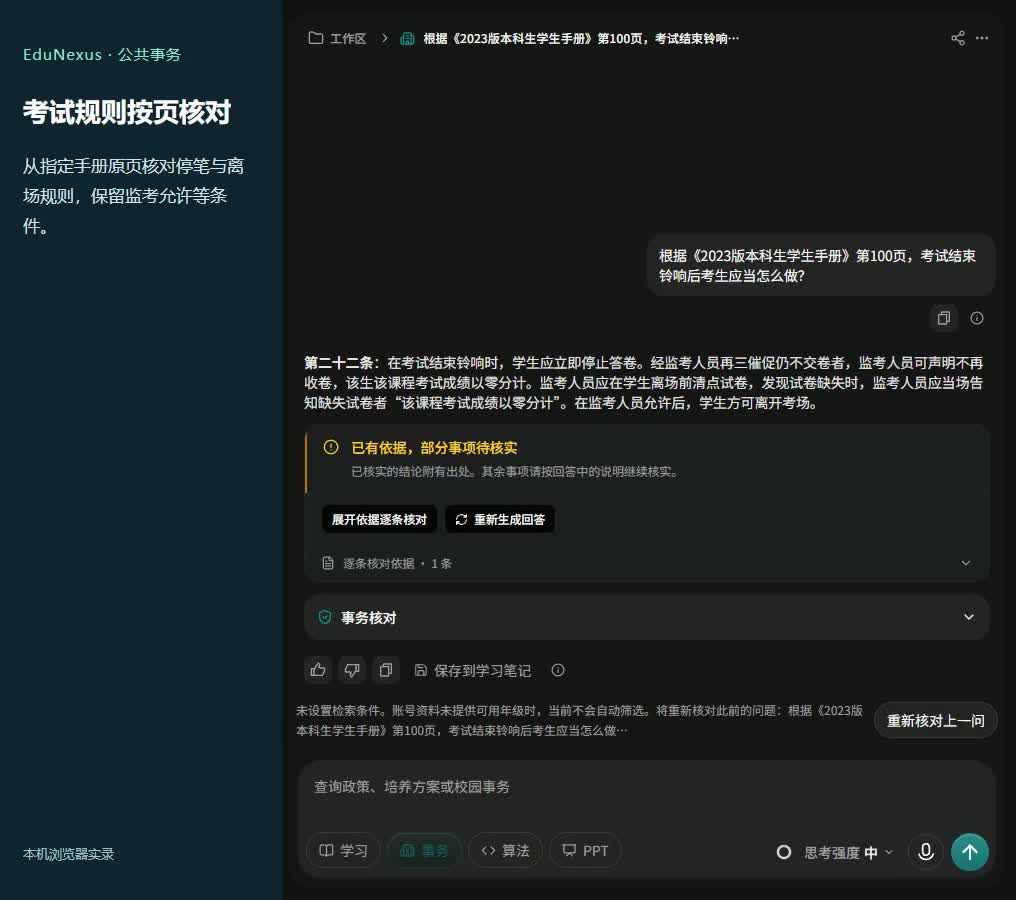 EduNexus · 公共事务
考试规则按页核对
从指定手册原页核对停笔与离
场规则，保留监考允许等条
件。
本机浏览器实录
工作区
根据《2023版本科生学生手册》第100页，考试结束铃响…
根据《2023版本科生学生手册》第100页，考试结束
铃响后考生应当怎么做？
第二十二条：在考试结束铃响时，学生应立即停止答卷。经监考人员再三催促仍不交卷者，监考人员可声明不再
收卷，该生该课程考试成绩以零分计。监考人员应在学生离场前清点试卷，发现试卷缺失时，监考人员应当场告
知缺失试卷者“该课程考试成绩以零分计”。在监考人员允许后，学生方可离开考场。
已有依据，部分事项待核实
已核实的结论附有出处。其余事项请按回答中的说明继续核实。
展开依据逐条核对
重新生成回答
逐条核对依据 · 1 条
事务核对
保存到学习笔记
未设置检索条件。账号资料未提供可用年级时，当前不会自动筛选。将重新核对此前的问题：根据《2023版
本科生学生手册》第100页，考试结束铃响后考生应当怎么做…
重新核对上一问
查询政策、培养方案或校园事务
学习
事务
算法
PPT
思考强度 中